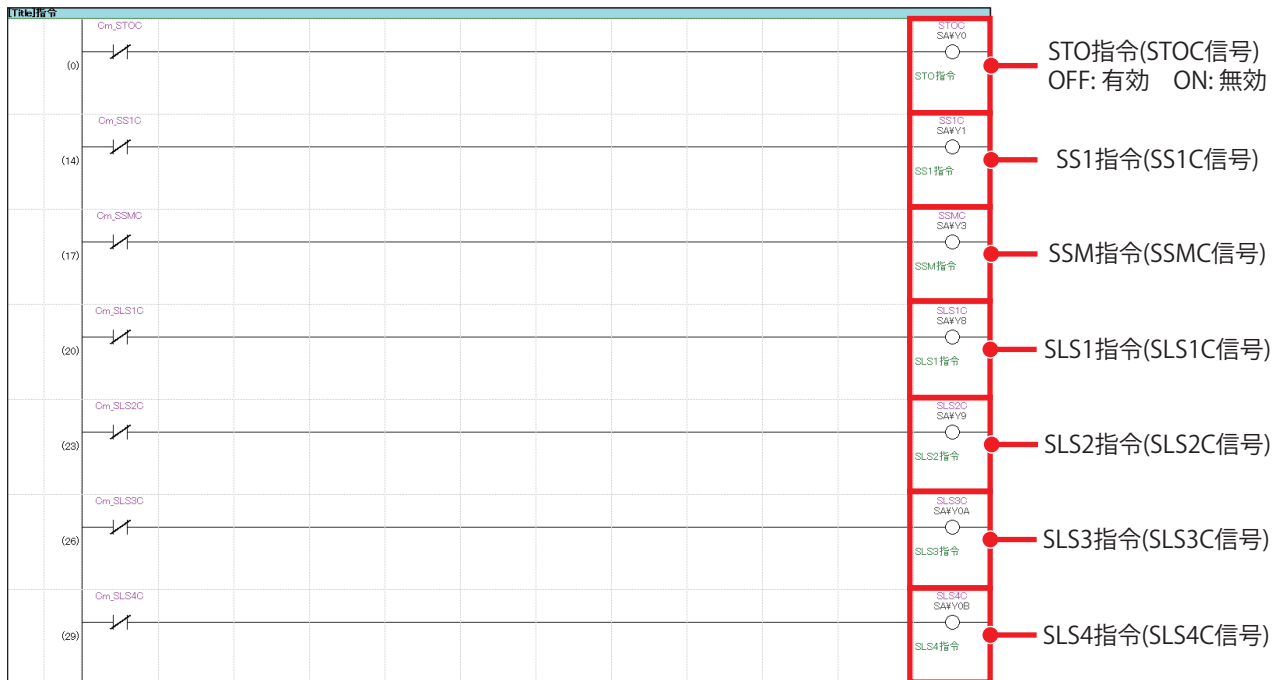 [Title]指令
Cm_STOC
STOC
SA¥Y0
(0)
STO指令
STO指令(STOC信号)
OFF: 有効　ON: 無効
Cm_SS1C
SS1C
SA¥Y1
(14)
SS1指令
SS1指令(SS1C信号)
Cm_SSMC
SSMC
SA¥Y3
(17)
SSM指令
SSM指令(SSMC信号)
Cm_SLS1C
SLS1C
SA¥Y8
(20)
SLS1指令
SLS1指令(SLS1C信号)
Cm_SLS2C
SLS2C
SA¥Y9
(23)
SLS2指令
SLS2指令(SLS2C信号)
Cm_SLS3C
SLS3C
SA¥Y0A
(26)
SLS3指令
SLS3指令(SLS3C信号)
Cm_SLS4C
SLS4C
SA¥Y0B
(29)
SLS4指令
SLS4指令(SLS4C信号)